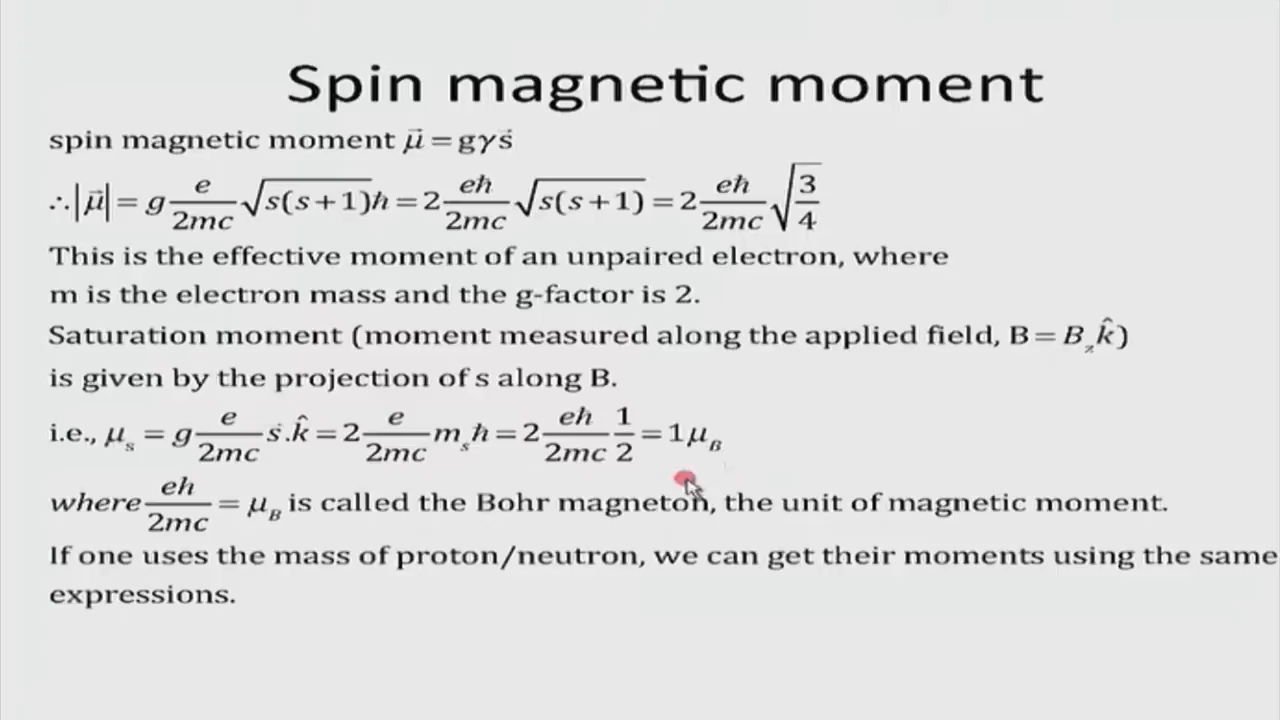 Spin magnetic moment
spin magnetic moment μ⃗ = gγs⃗
∴|μ⃗| = g e/2mc √s(s+1)ħ = 2 eħ/2mc √s(s+1) = 2 eħ/2mc √3/4
This is the effective moment of an unpaired electron, where
m is the electron mass and the g-factor is 2.
Saturation moment (moment measured along the applied field, B = B_z k̂)
is given by the projection of s along B.
i.e., μ_s = g e/2mc s⃗.k̂ = 2 e/2mc m_s ħ = 2 eħ/2mc 1/2 = 1μ_B
where eħ/2mc = μ_B is called the Bohr magneton, the unit of magnetic moment.
If one uses the mass of proton/neutron, we can get their moments using the same
expressions.